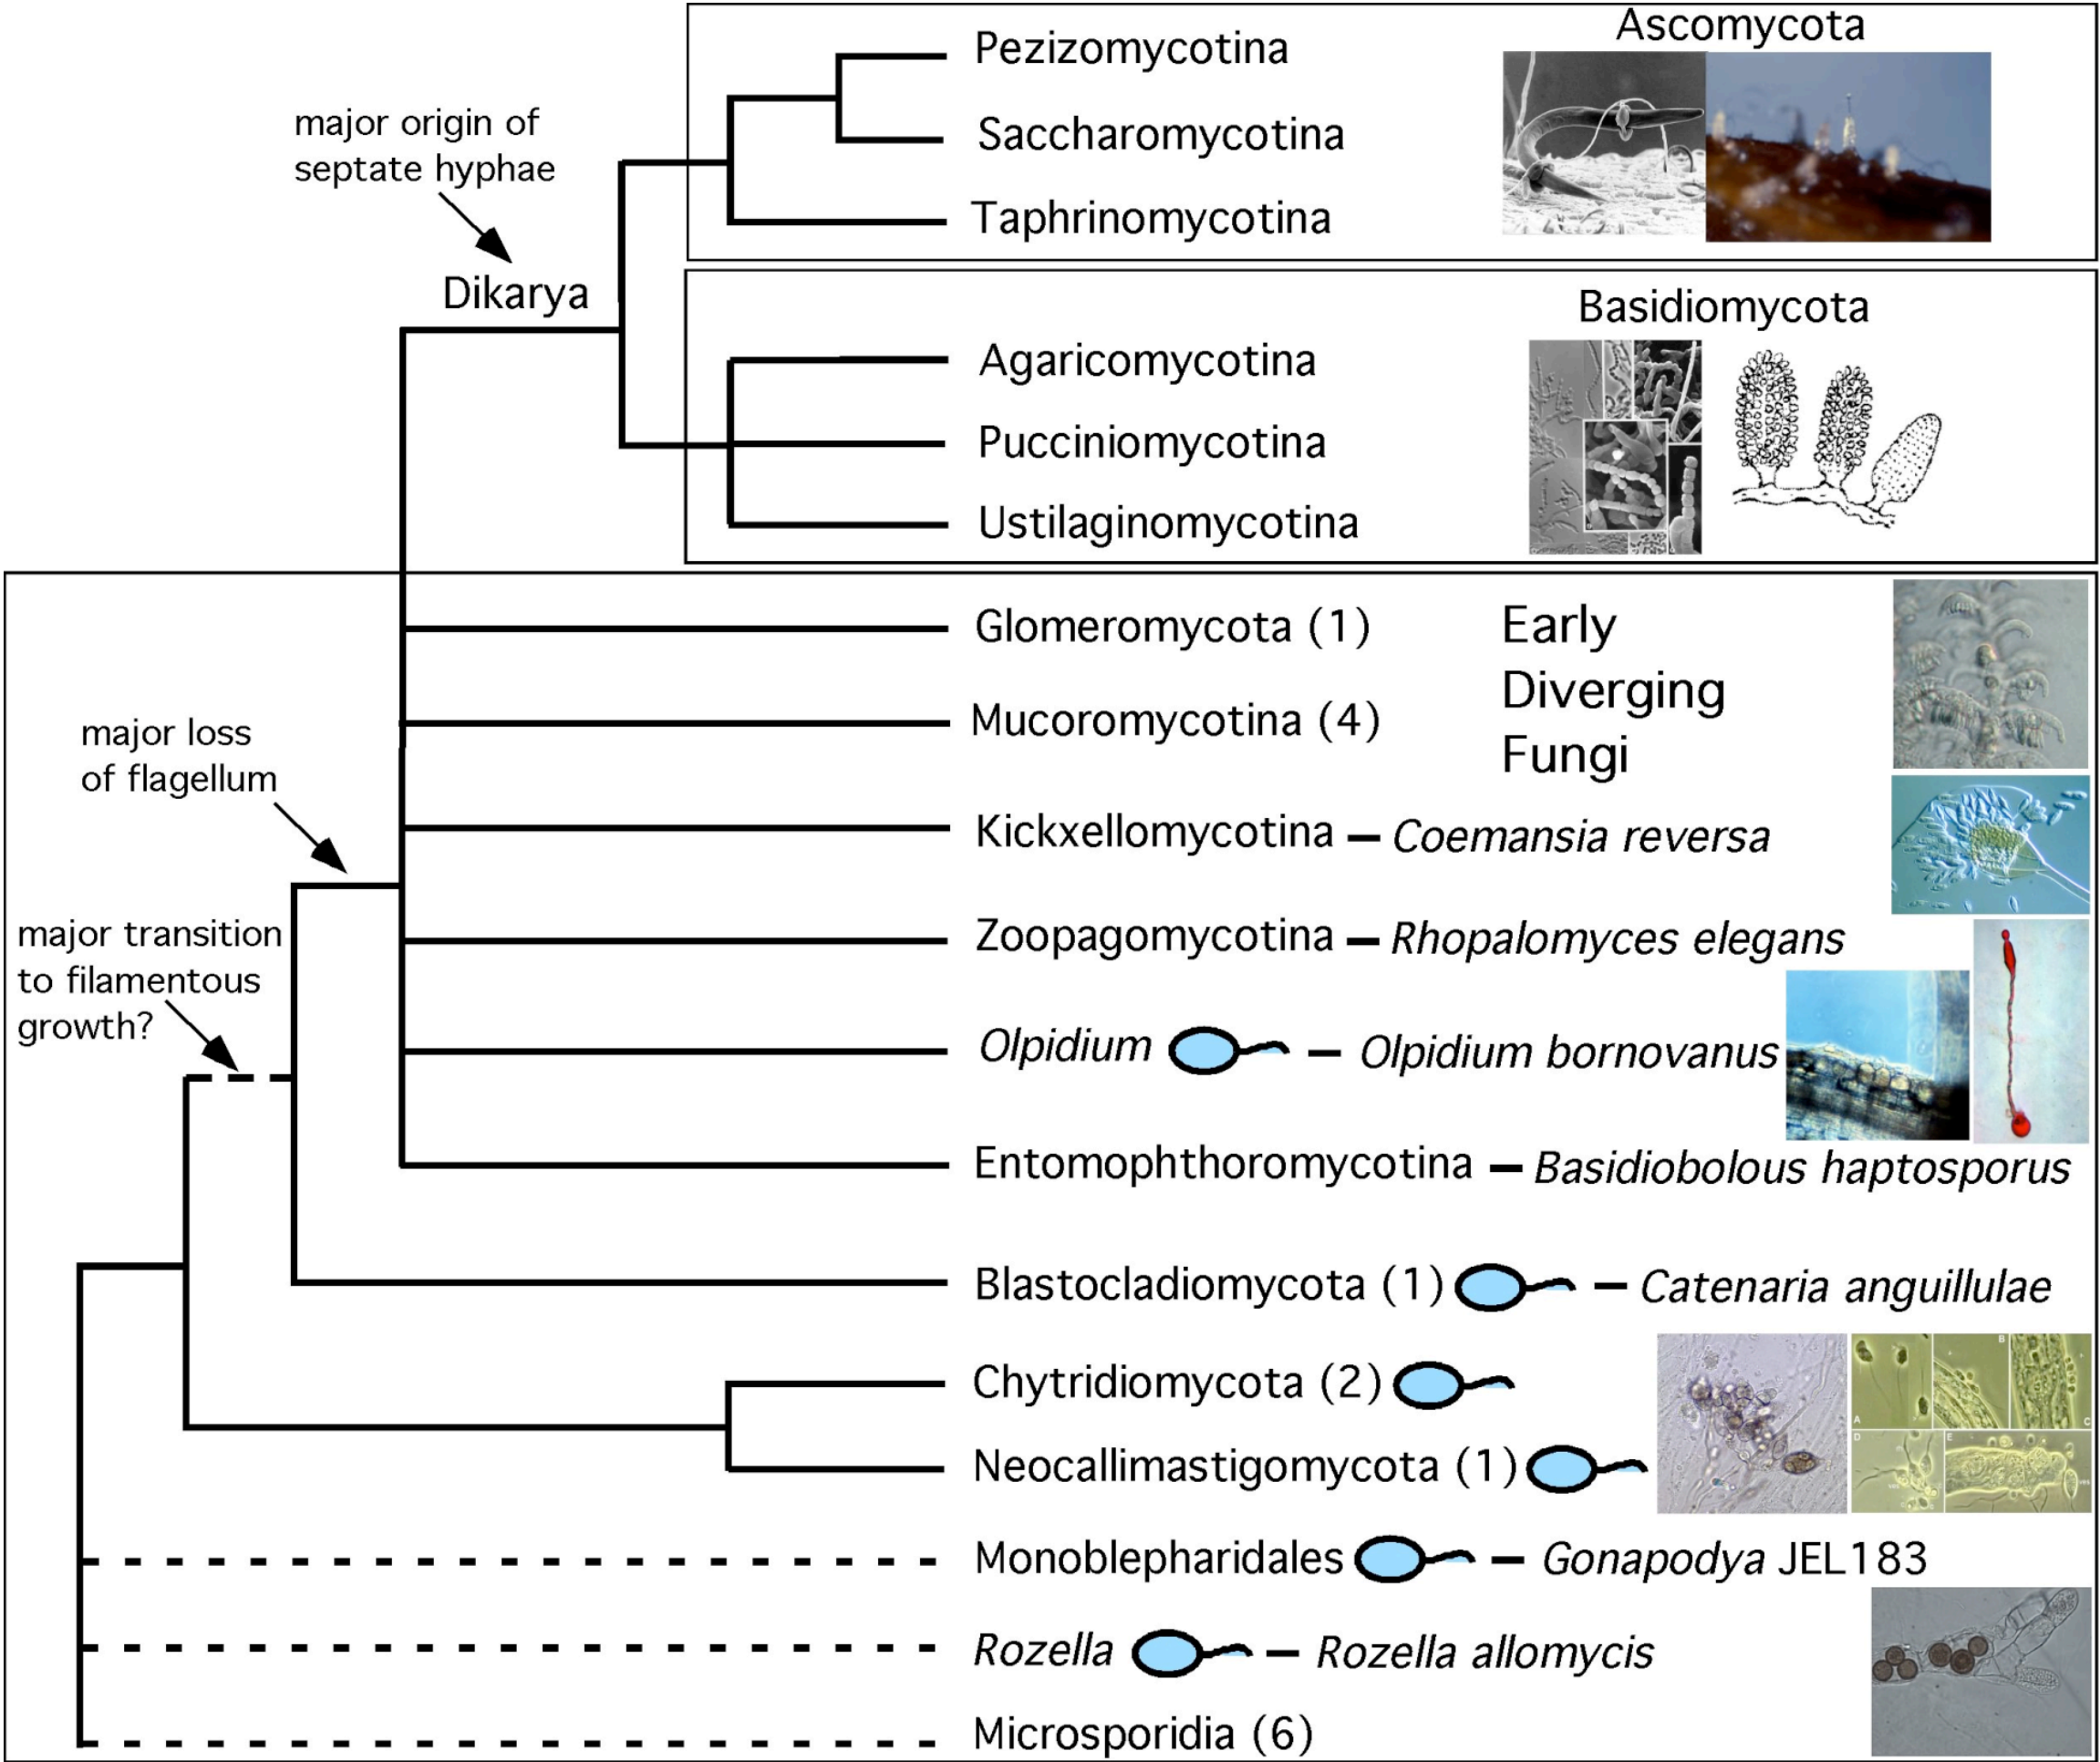 Ascomycota
Pezizomycotina
Saccharomycotina
Taphrinomycotina
major origin of
septate hyphae
Dikarya
Basidiomycota
Agaricomycotina
Pucciniomycotina
Ustilaginomycotina
Early
Diverging
Fungi
Glomeromycota (1)
Mucoromycotina (4)
major loss
of flagellum
Kickxellomycotina — Coemansia reversa
major transition
to filamentous
growth?
Zoopagomycotina — Rhopalomyces elegans
Olpidium — Olpidium bornovanus
Entomophthoromycotina — Basidiobolous haptosporus
Blastocladiomycota (1) — Catenaria anguillulae
Chytridiomycota (2)
Neocallimastigomycota (1)
A
B
C
D
E
Monoblepharidales — Gonapodya JEL183
Rozella — Rozella allomycis
Microsporidia (6)